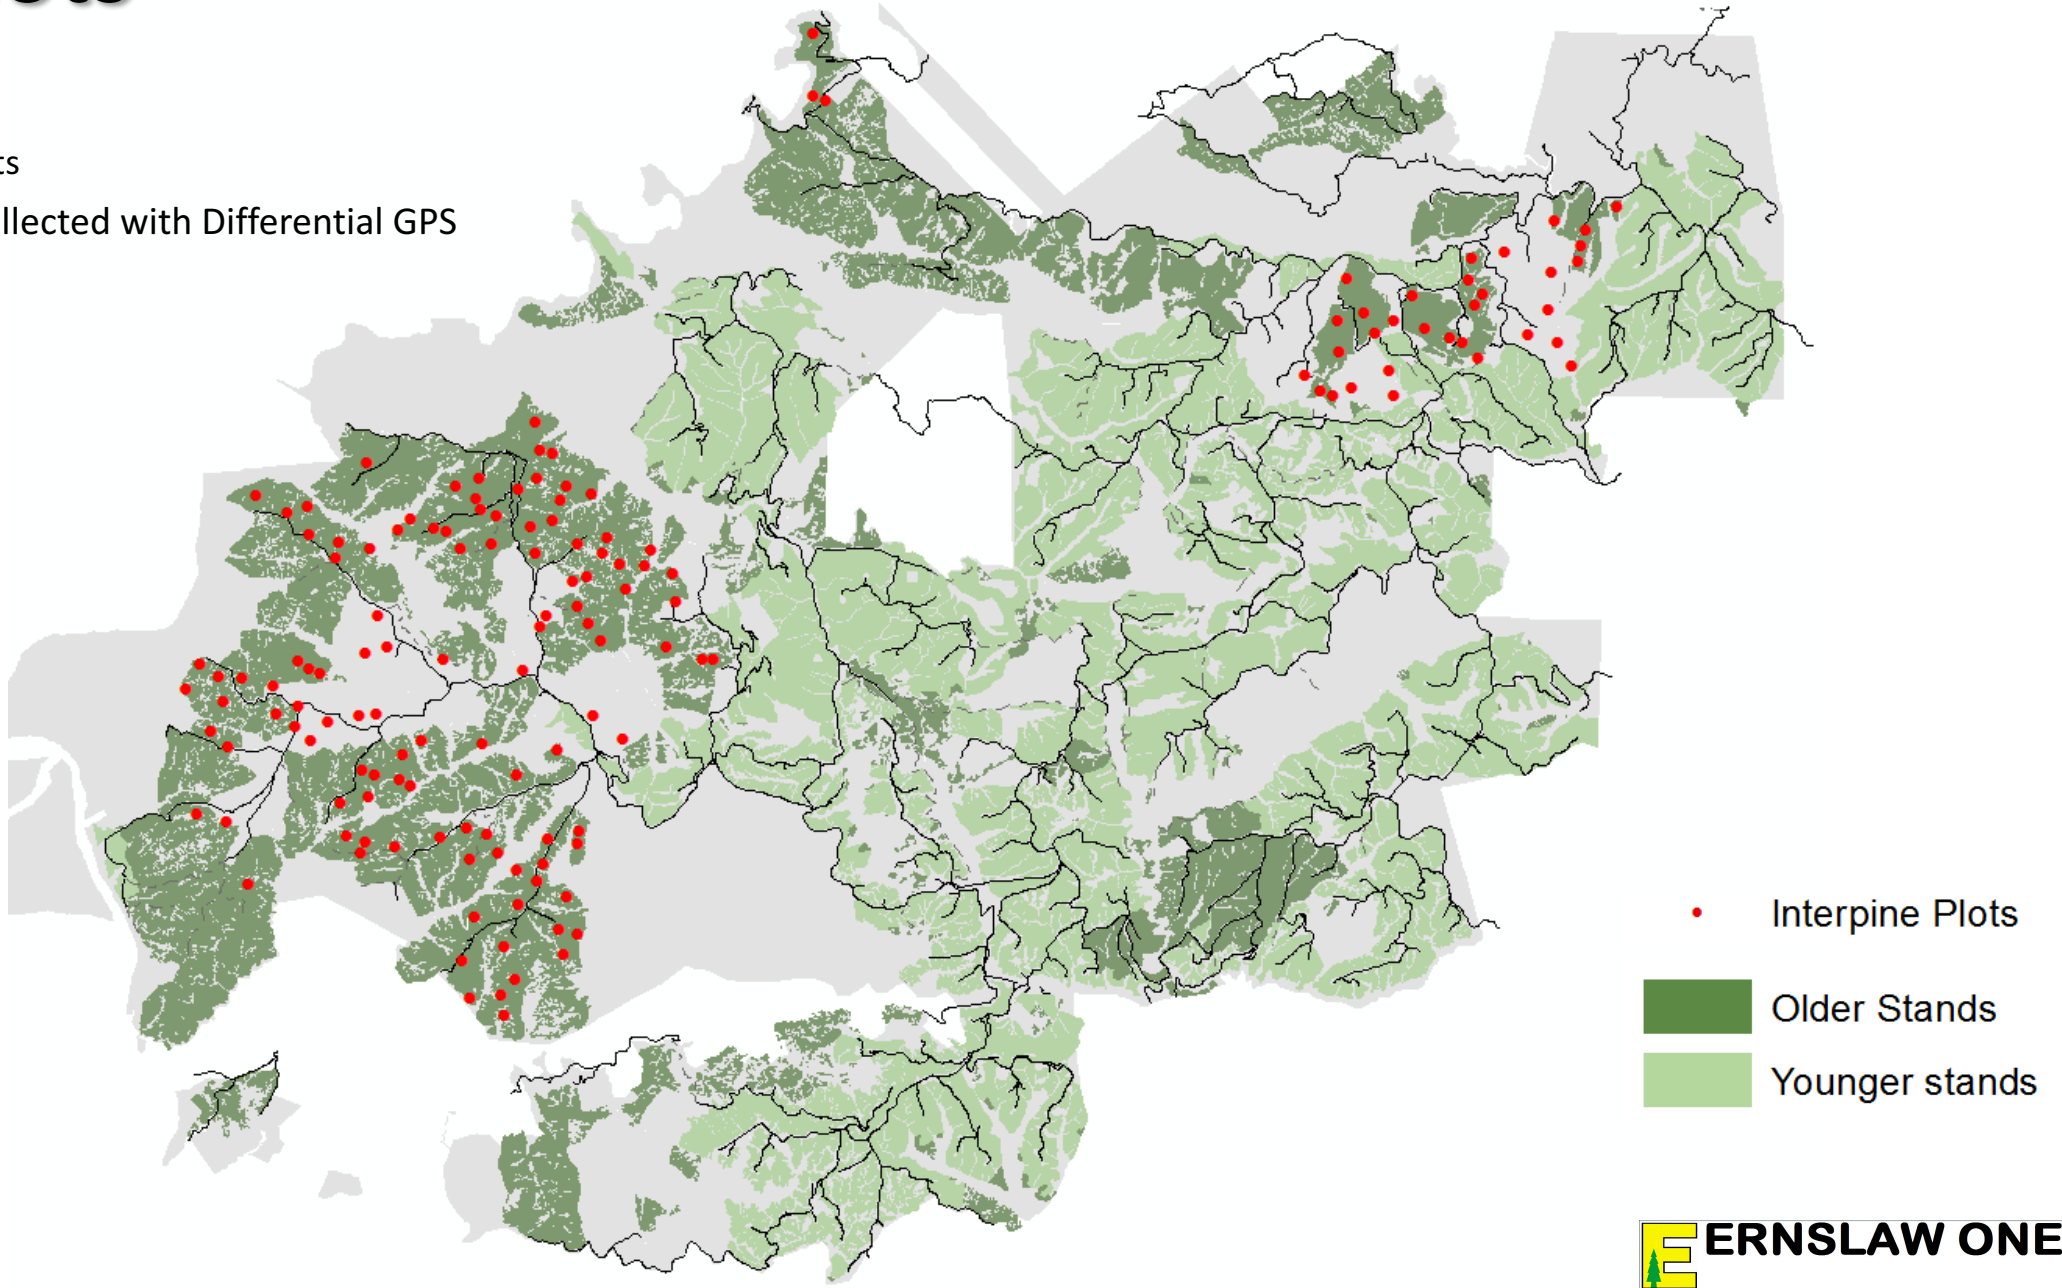 ts
llected with Differential GPS
Interpine Plots
Older Stands
Younger stands
ERNSLAW ONE